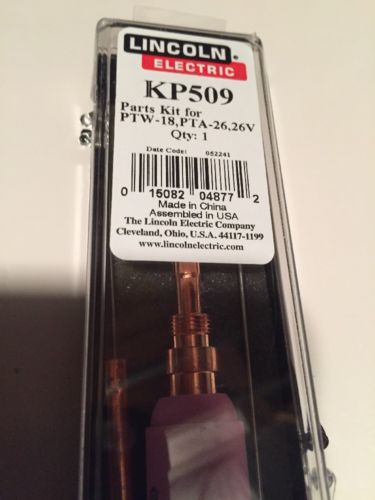 LINCOLN
ELECTRIC
KP509
Parts Kit for
PTW-18,PTA-26,26V
Qty: 1
Date Code: 052241
0 15082 04877 2
Made in China
Assembled in USA
The Lincoln Electric Company
Cleveland, Ohio, U.S.A. 44117-1199
www.lincolnelectric.com